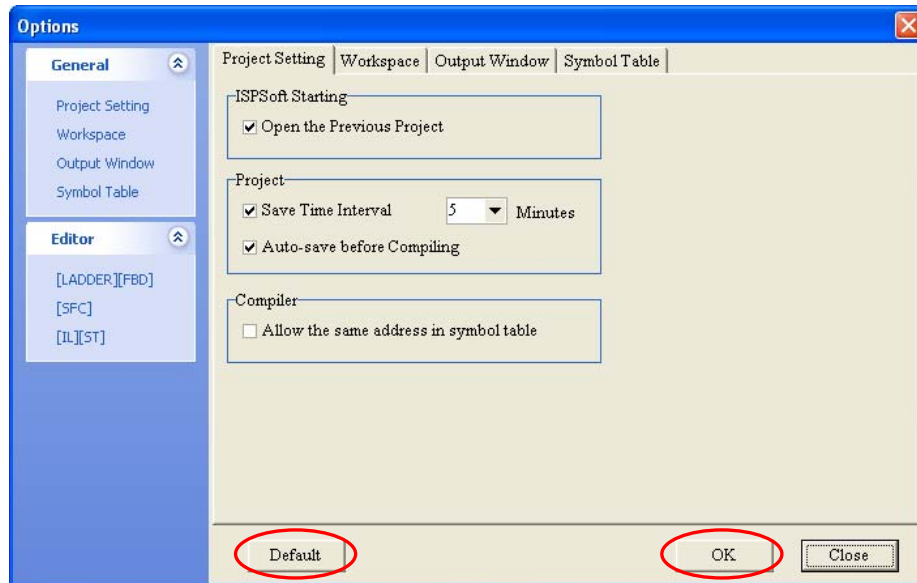 Options
General
Project Setting
Workspace
Output Window
Symbol Table
Editor
[LADDER][FBD]
[SFC]
[IL][ST]
Project Setting Workspace Output Window Symbol Table
ISPSoft Starting
Open the Previous Project
Project
Save Time Interval 5 Minutes
Auto-save before Compiling
Compiler
Allow the same address in symbol table
Default OK Close